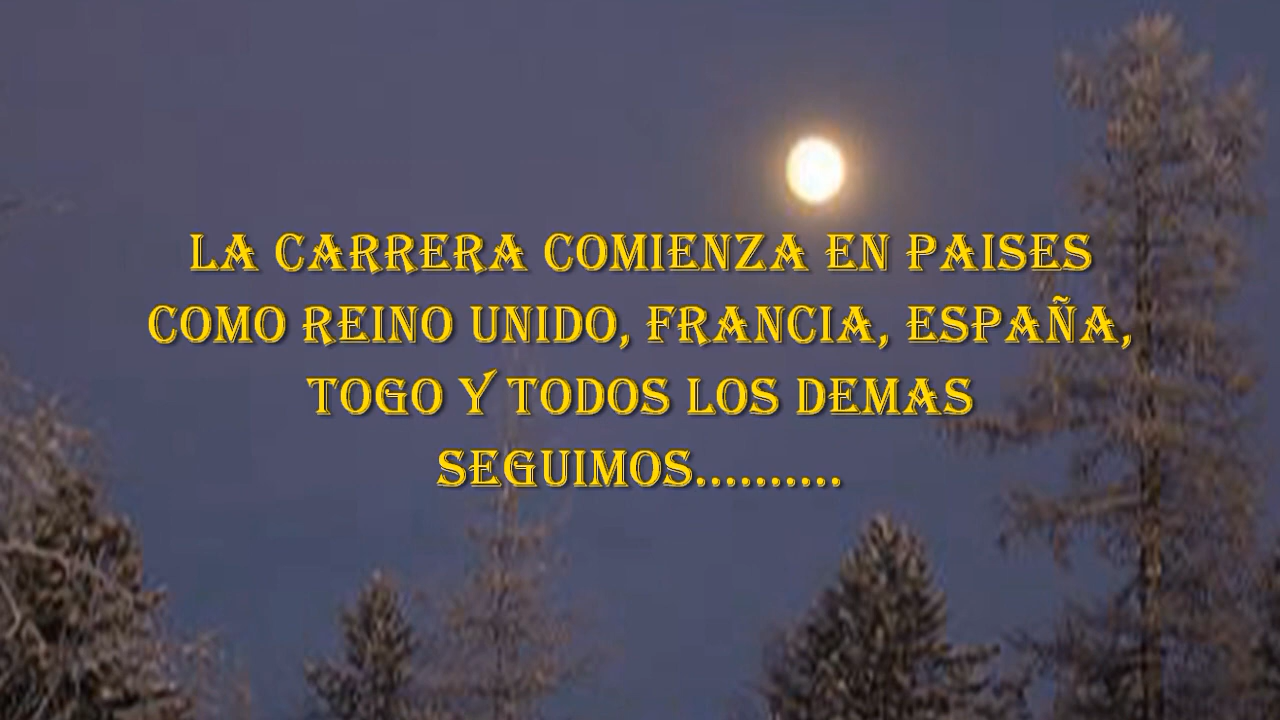 LA CARRERA COMIENZA EN PAISES
COMO REINO UNIDO, FRANCIA, ESPAÑA,
TOGO Y TODOS LOS DEMAS
SEGUIMOS..........